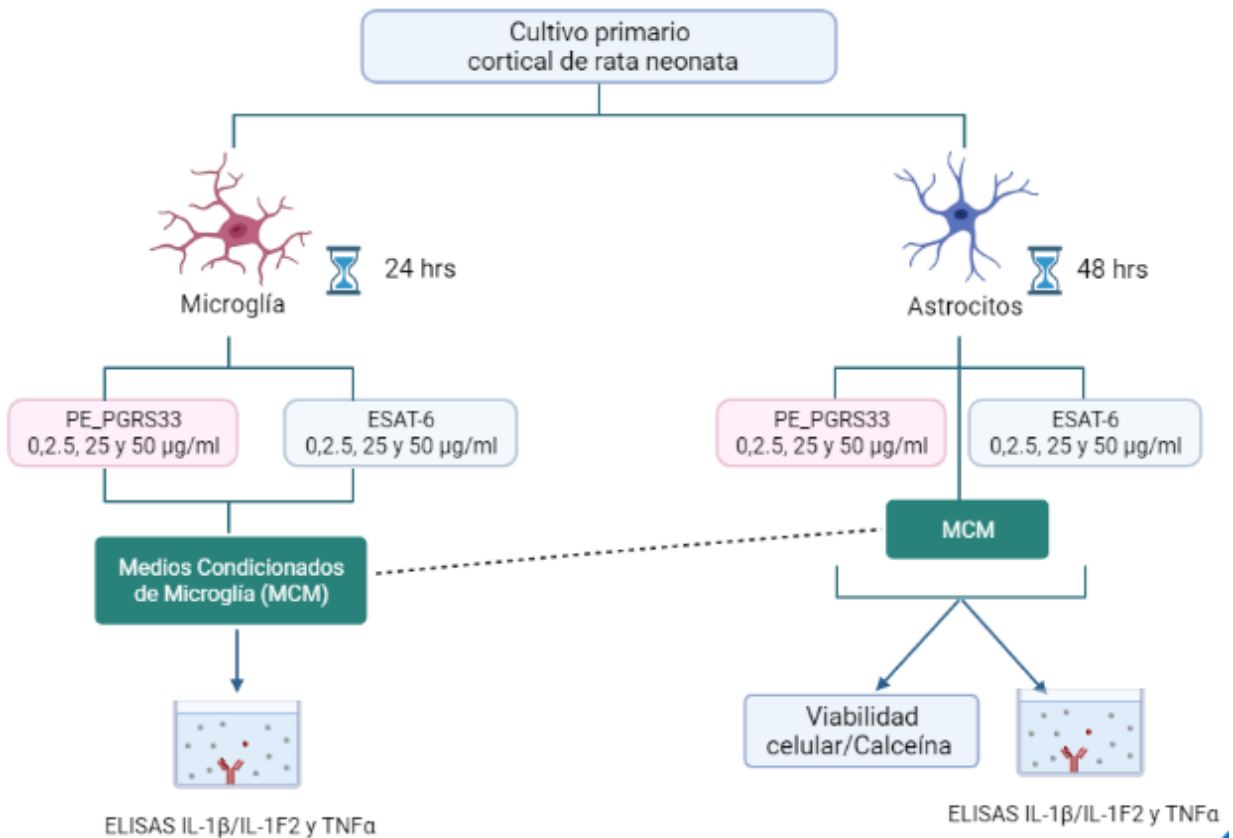 Cultivo primario
cortical de rata neonata
24 hrs
Microglía
48 hrs
Astrocitos
PE_PGRS33
0,2.5, 25 y 50 µg/ml
ESAT-6
0,2.5, 25 y 50 µg/ml
PE_PGRS33
0,2.5, 25 y 50 µg/ml
ESAT-6
0,2.5, 25 y 50 µg/ml
Medios Condicionados
de Microglía (MCM)
MCM
Viabilidad
celular/Calceína
ELISAS IL-1β/IL-1F2 y TNFα
ELISAS IL-1β/IL-1F2 y TNFα